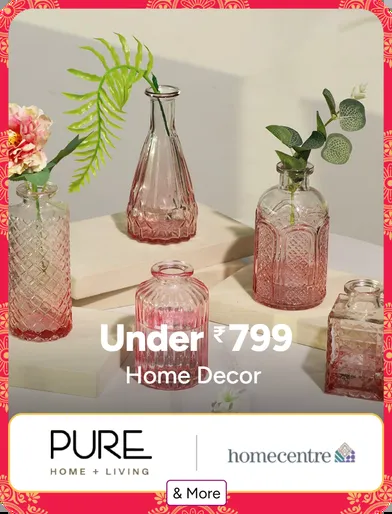 Under ₹799
Home Decor
PURE
HOME + LIVING
homecentre
& More